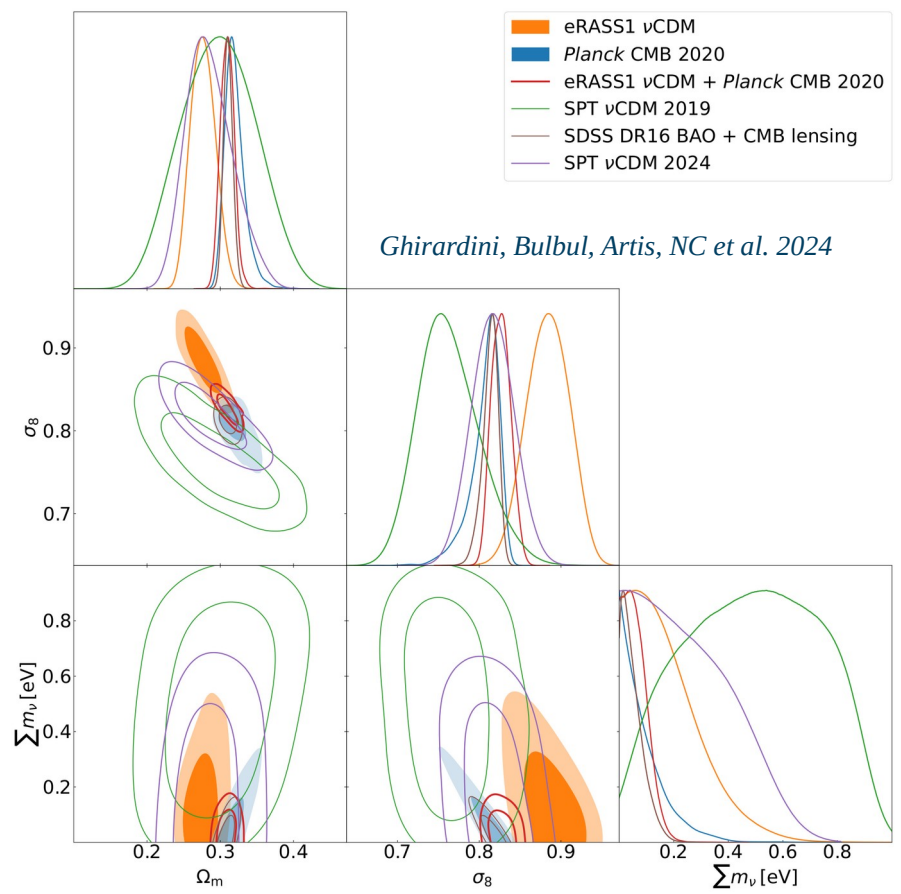 eRASS1 νCDM
Planck CMB 2020
eRASS1 νCDM + Planck CMB 2020
SPT νCDM 2019
SDSS DR16 BAO + CMB lensing
SPT νCDM 2024
Ghirardini, Bulbul, Artis, NC et al. 2024
0.9
0.8
0.7
σ8
0.8
0.6
0.4
0.2
∑mν [eV]
0.2 0.3 0.4
Ωm
0.7 0.8 0.9
σ8
0.2 0.4 0.6 0.8
∑mν [eV]